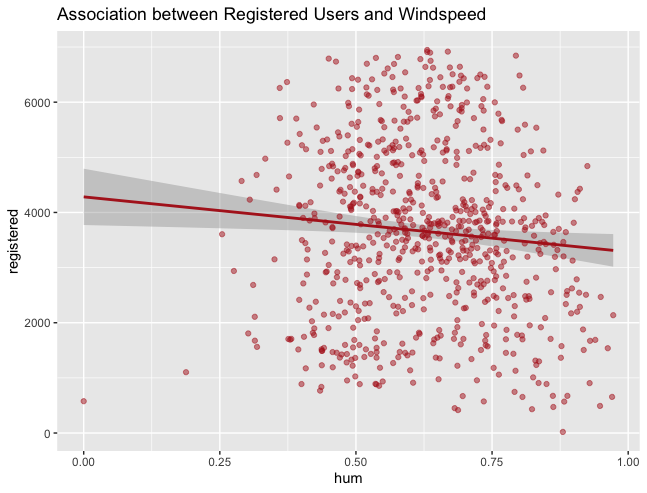 Association between Registered Users and Windspeed
registered
6000
4000
2000
0
0.00 0.25 0.50 0.75 1.00
hum